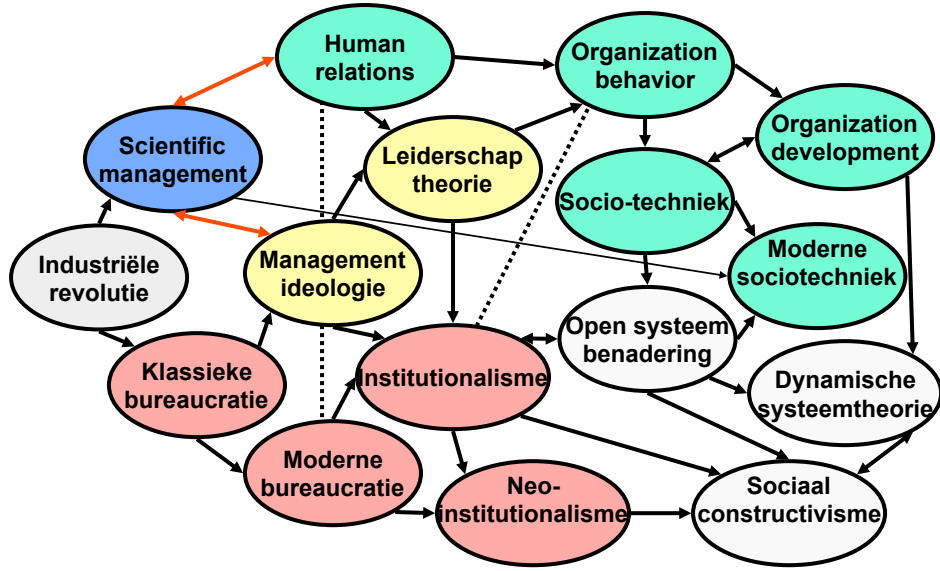 Human
relations
Organization
behavior
Scientific
management
Leiderschap
theorie
Organization
development
Socio-techniek
Industriële
revolutie
Management
ideologie
Moderne
sociotechniek
Open systeem
benadering
Klassieke
bureaucratie
Institutionalisme
Dynamische
systeemtheorie
Moderne
bureaucratie
Neo-
institutionalisme
Sociaal
constructivisme